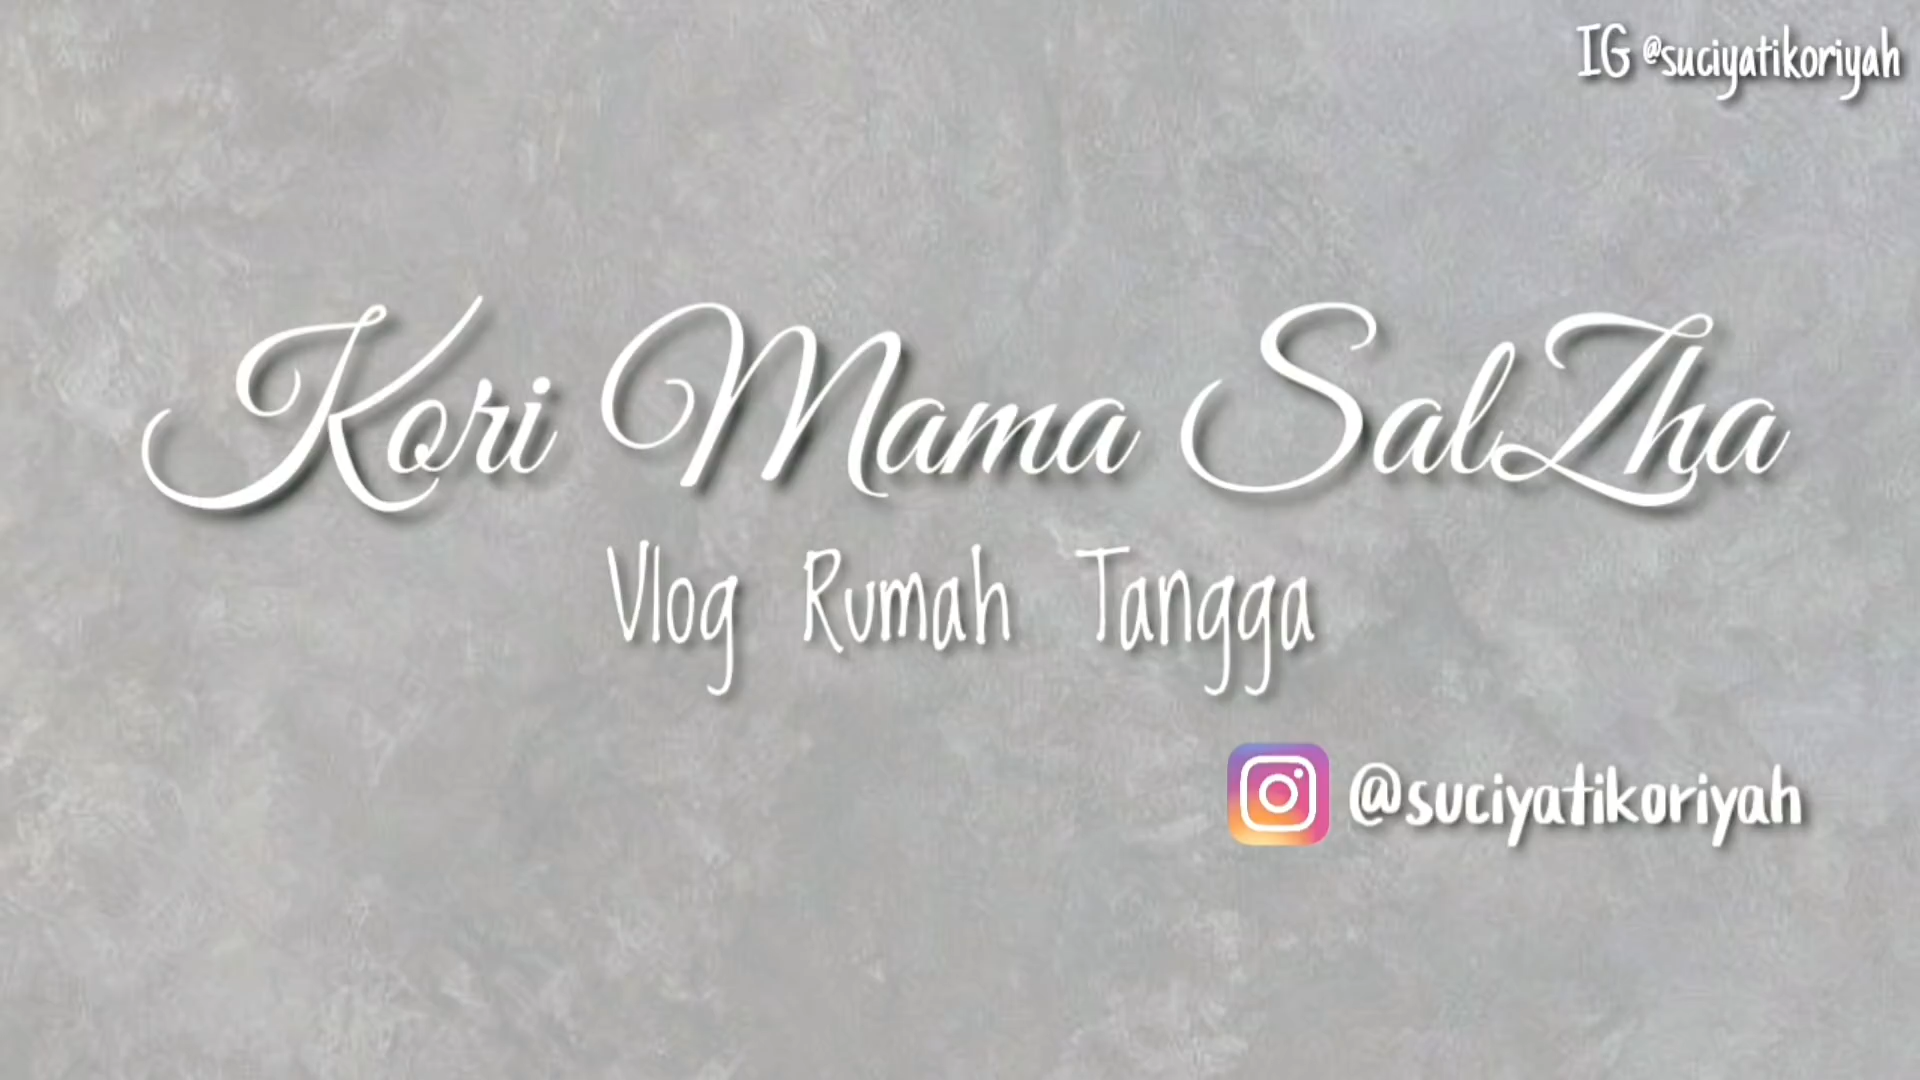 IG @suciyatikoriyah
Kori Mama SalZha
Vlog Rumah Tangga
@suciyatikoriyah